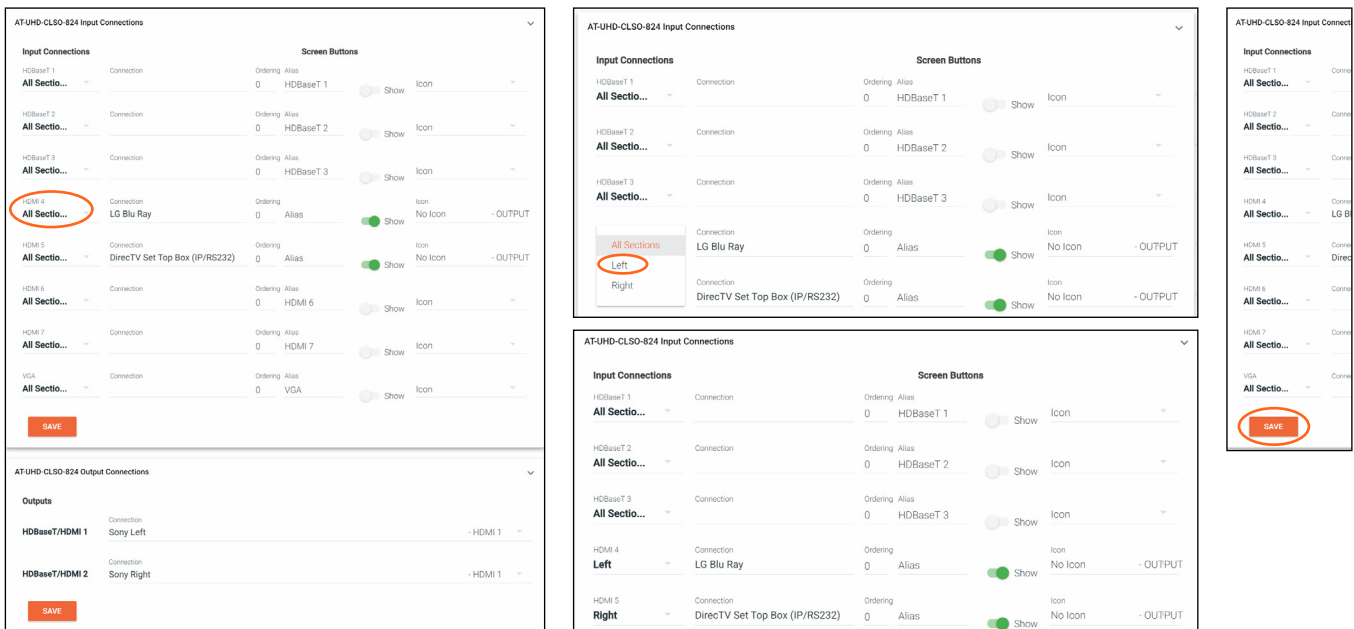 AT-UHD-CLSO-824 Input Connections
Input Connections Screen Buttons
HDBaseT 1 Connection Ordering Alias
All Sectio... 0 HDBaseT 1 Show Icon
HDBaseT 2 Connection Ordering Alias
All Sectio... 0 HDBaseT 2 Show Icon
HDBaseT 3 Connection Ordering Alias
All Sectio... 0 HDBaseT 3 Show Icon
HDMI 4 Connection Ordering Icon
All Sectio... LG Blu Ray 0 Alias Show No Icon - OUTPUT
HDMI 5 Connection Ordering Icon
All Sectio... DirecTV Set Top Box (IP/RS232) 0 Alias Show No Icon - OUTPUT
HDMI 6 Connection Ordering Alias
All Sectio... 0 HDMI 6 Show Icon
HDMI 7 Connection Ordering Alias
All Sectio... 0 HDMI 7 Show Icon
VGA Connection Ordering Alias
All Sectio... 0 VGA Show Icon
SAVE
AT-UHD-CLSO-824 Output Connections
Outputs
Connection
HDBaseT/HDMI 1 Sony Left - HDMI 1
Connection
HDBaseT/HDMI 2 Sony Right - HDMI 1
SAVE
AT-UHD-CLSO-824 Input Connections
Input Connections Screen Buttons
HDBaseT 1 Connection Ordering Alias
All Sectio... 0 HDBaseT 1 Show Icon
HDBaseT 2 Connection Ordering Alias
All Sectio... 0 HDBaseT 2 Show Icon
HDBaseT 3 Connection Ordering Alias
All Sectio... 0 HDBaseT 3 Show Icon
Connection Ordering Icon
All Sections LG Blu Ray 0 Alias Show No Icon - OUTPUT
Left
Right Connection Ordering Icon
DirecTV Set Top Box (IP/RS232) 0 Alias Show No Icon - OUTPUT
AT-UHD-CLSO-824 Input Connections
Input Connections Screen Buttons
HDBaseT 1 Connection Ordering Alias
All Sectio... 0 HDBaseT 1 Show Icon
HDBaseT 2 Connection Ordering Alias
All Sectio... 0 HDBaseT 2 Show Icon
HDBaseT 3 Connection Ordering Alias
All Sectio... 0 HDBaseT 3 Show Icon
HDMI 4 Connection Ordering Icon
Left LG Blu Ray 0 Alias Show No Icon - OUTPUT
HDMI 5 Connection Ordering Icon
Right DirecTV Set Top Box (IP/RS232) 0 Alias Show No Icon - OUTPUT
AT-UHD-CLSO-824 Input Connect
Input Connections
HDBaseT 1 Conne
All Sectio...
HDBaseT 2 Conne
All Sectio...
HDBaseT 3 Conne
All Sectio...
HDMI 4 Conne
All Sectio... LG Bl
HDMI 5 Conne
All Sectio... Direc
HDMI 6 Conne
All Sectio...
HDMI 7 Conne
All Sectio...
VGA Conne
All Sectio...
SAVE